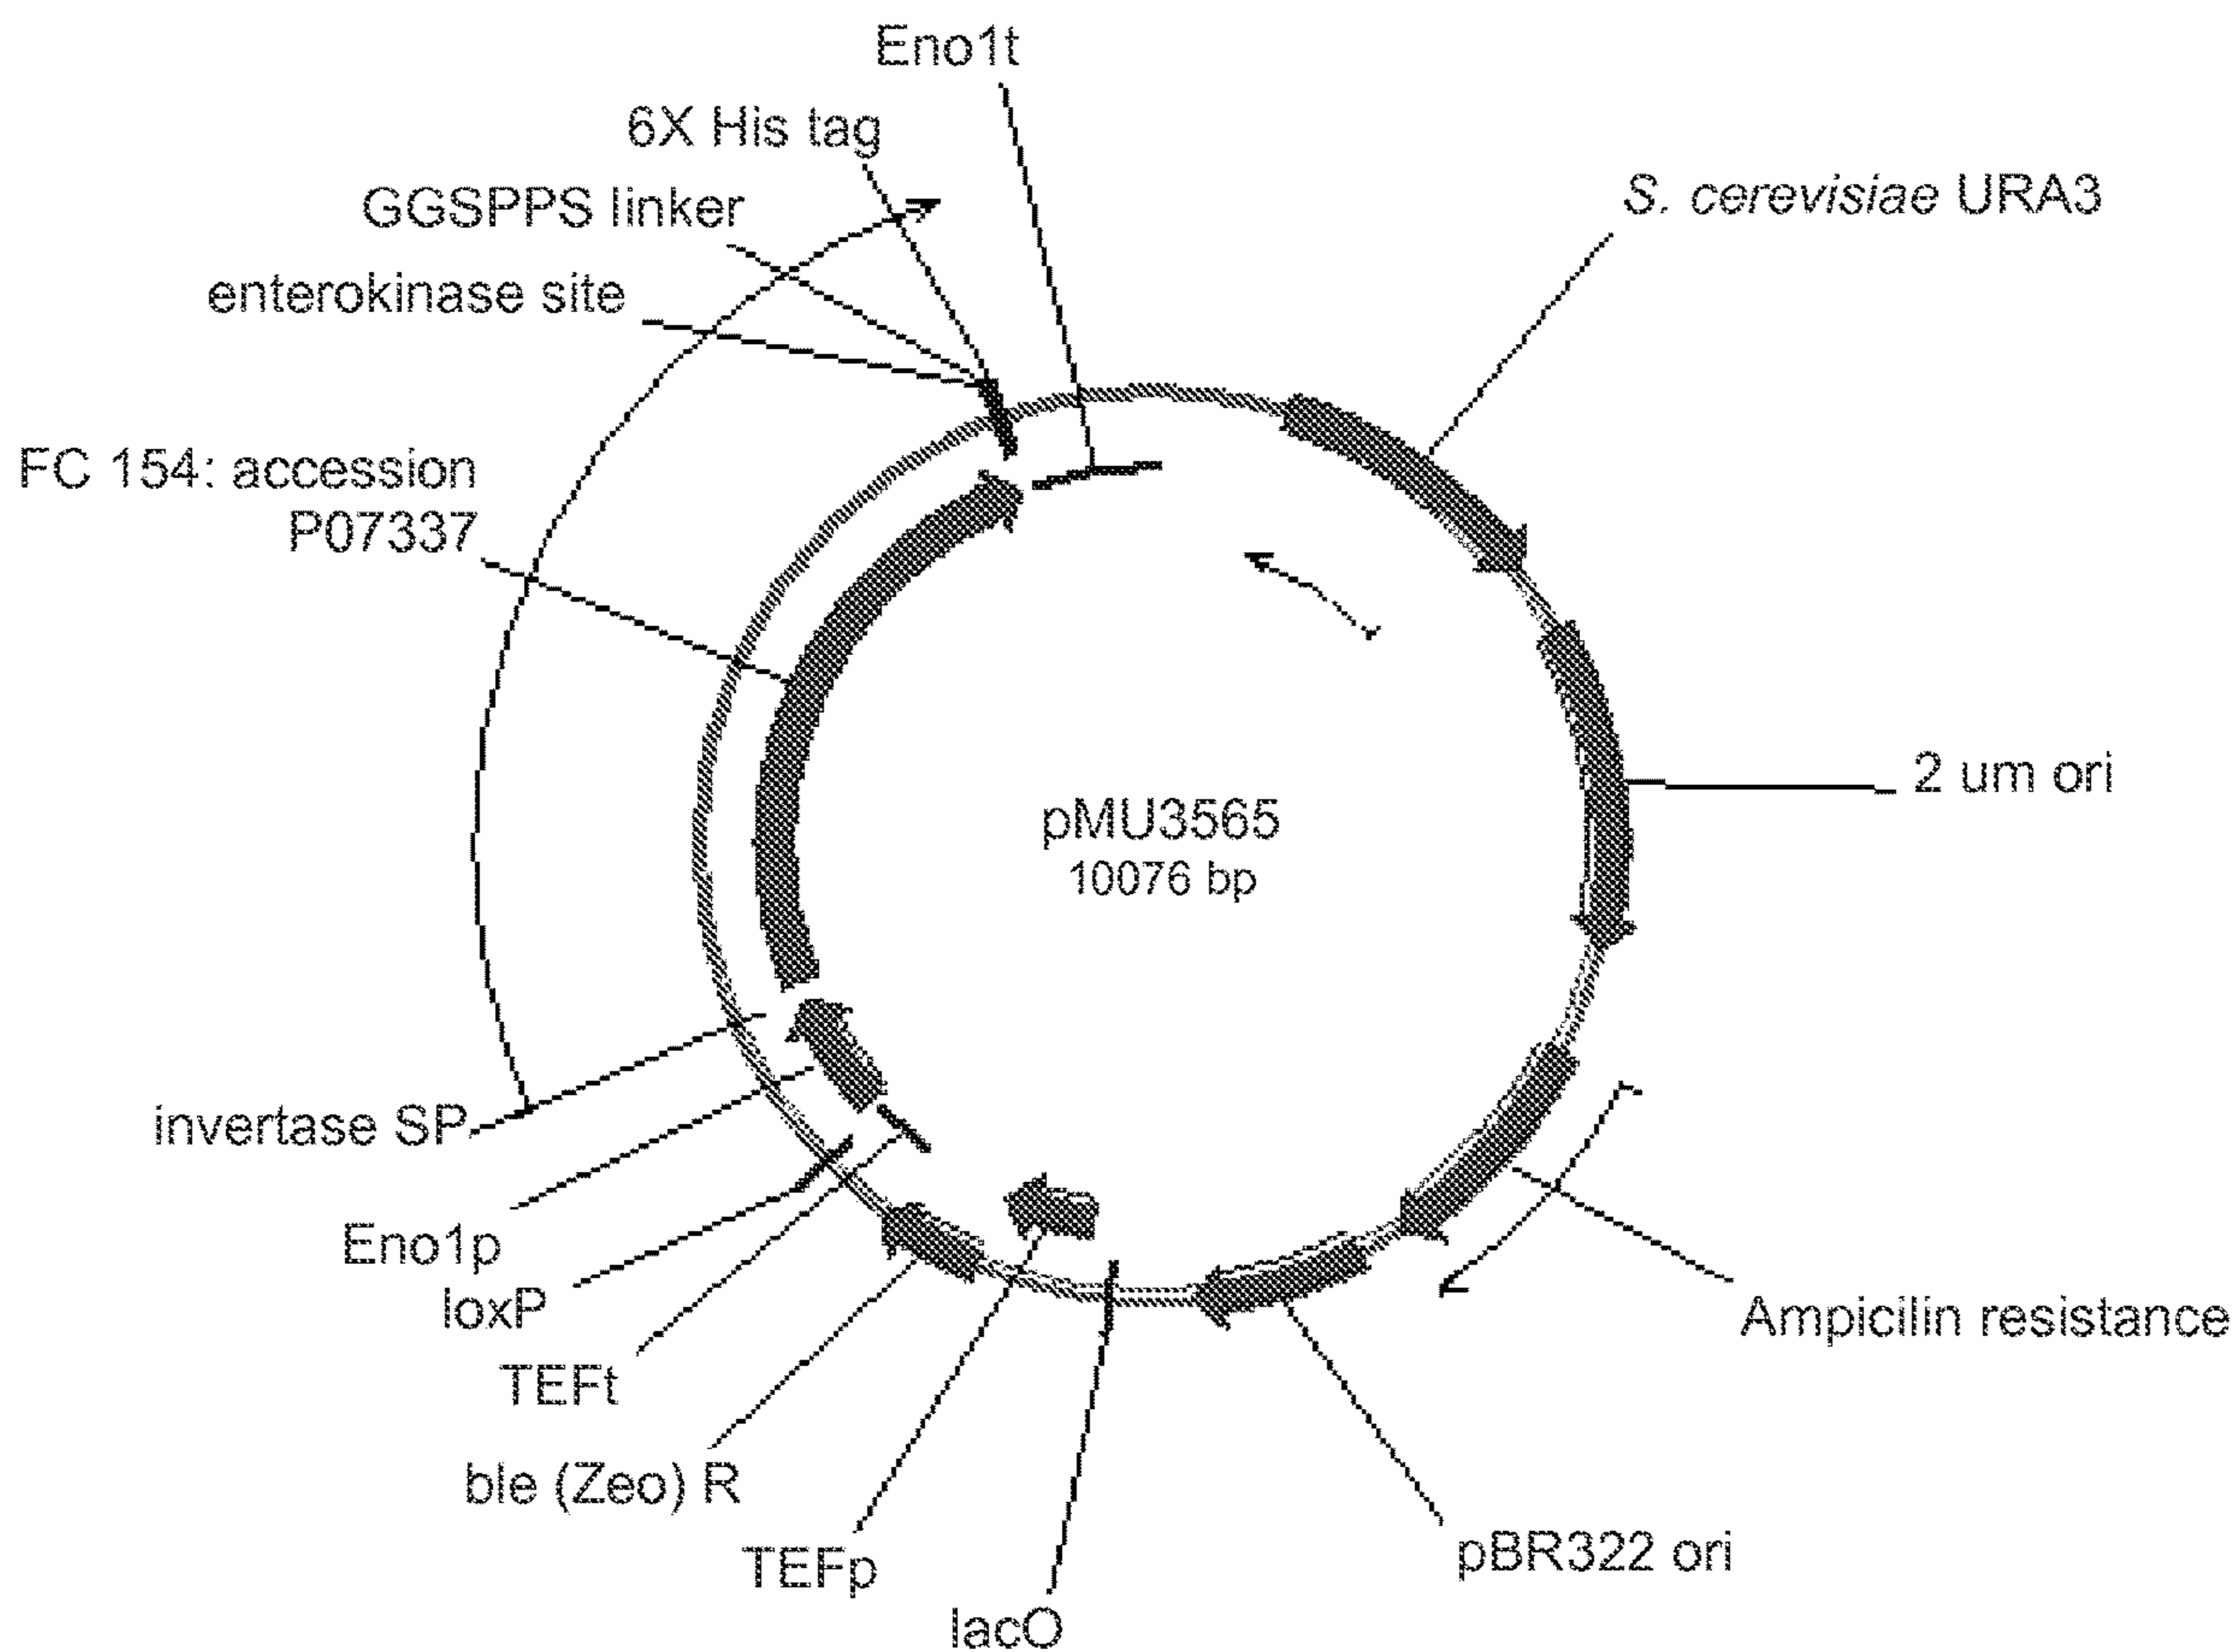 Eno1t
6X His tag
GGSPPS linker
enterokinase site
S. cerevisiae URA3
FC 154: accession
P07337
2 um ori
pMU3565
10076 bp
invertase SP
Eno1p
loxP
TEFt
ble (Zeo) R
TEFp
lacO
pBR322 ori
Ampicilin resistance